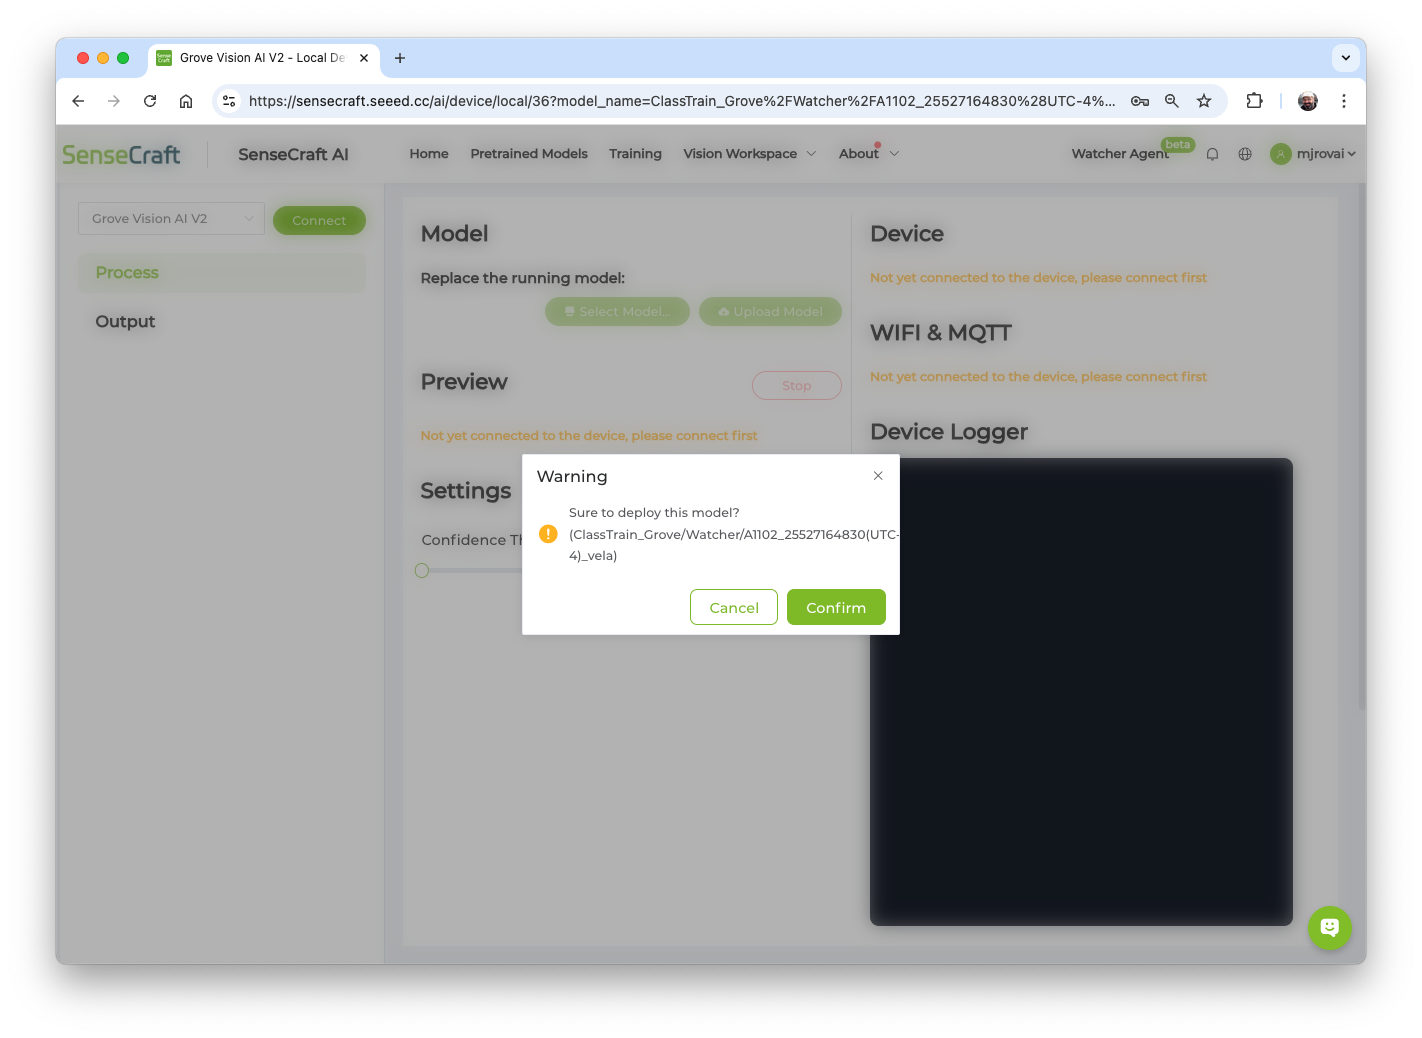 Grove Vision AI V2 - Local De
https://sensecraft.seeed.cc/ai/device/local/36?model_name=ClassTrain_Grove%2FWatcher%2FA1102_25527164830%28UTC-4%...
SenseCraft
SenseCraft AI
Home
Pretrained Models
Training
Vision Workspace
About
Watcher Agent
beta
mjrovai
Grove Vision AI V2
Connect
Process
Output
Model
Replace the running model:
Select Model...
Upload Model
Preview
Stop
Not yet connected to the device, please connect first
Settings
Confidence Th
Device
Not yet connected to the device, please connect first
WIFI & MQTT
Not yet connected to the device, please connect first
Device Logger
Warning
Sure to deploy this model?
(ClassTrain_Grove/Watcher/A1102_25527164830(UTC-
4)_vela)
Cancel
Confirm